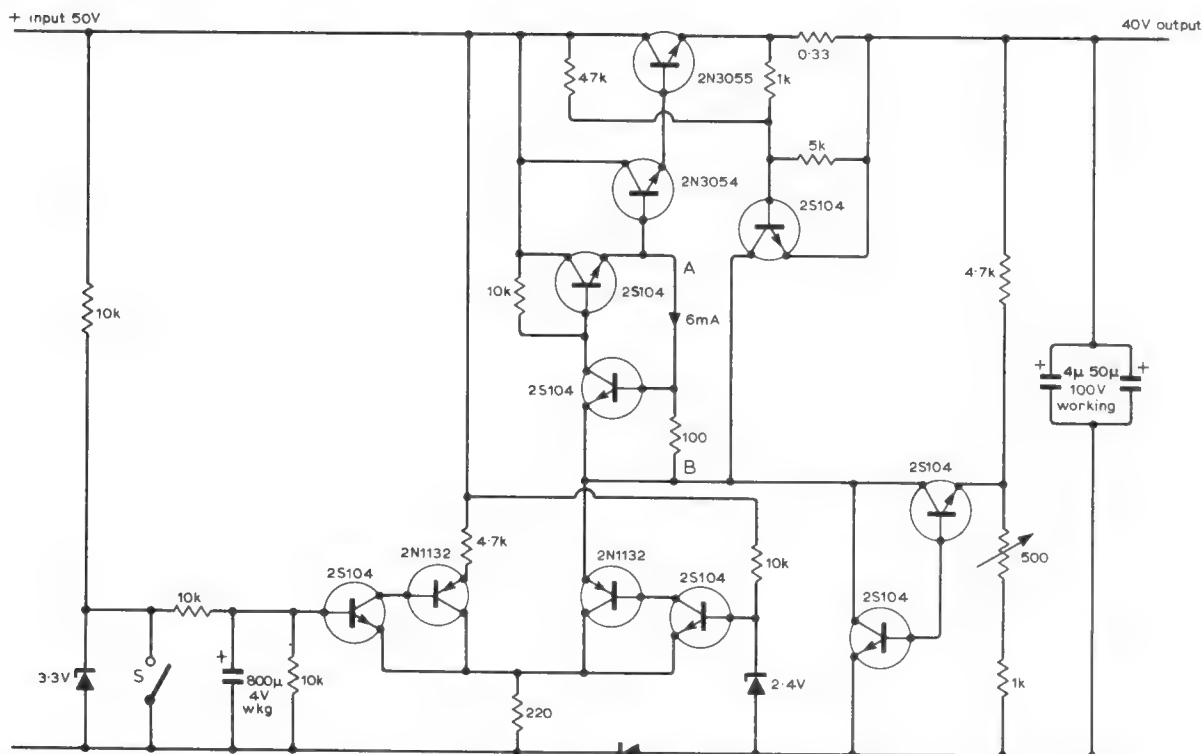 + input 50V
40V output
0·33
47k
2N3055
1k
5k
2N3054
2S104
A
10k
2S104
6mA
4·7k
10k
2S104
+
4μ 50μ
+
100V
working
100
B
2S104
4·7k
2N1132
2N1132
10k
500
2S104
2S104
2S104
10k
3·3V
S
+
800μ
4V
wkg
10k
2·4V
220
1k